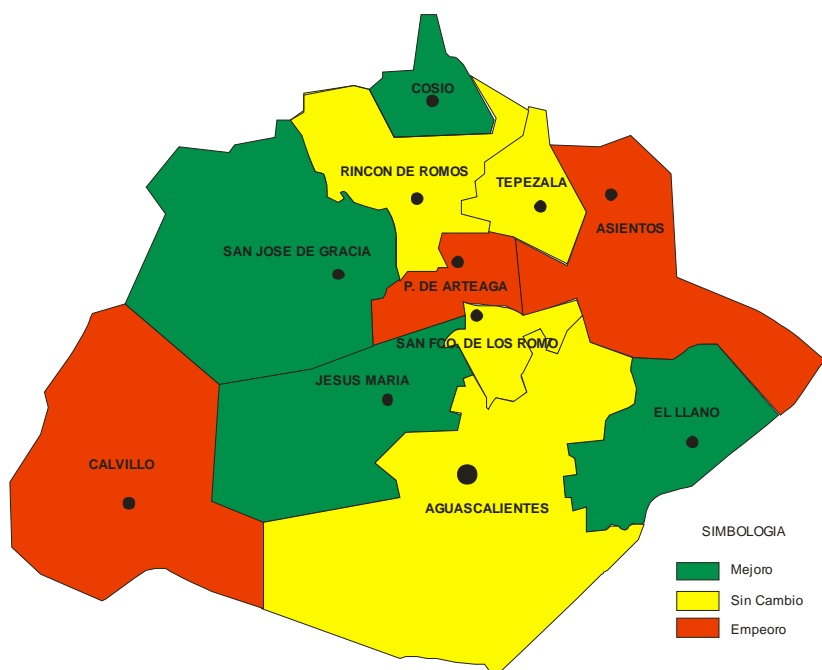 COSIO
RINCON DE ROMOS
TEPEZALA
ASIENTOS
SAN JOSE DE GRACIA
P. DE ARTEAGA
SAN FCO. DE LOS ROMO
JESUS MARIA
EL LLANO
CALVILLO
AGUASCALIENTES
SIMBOLOGIA
Mejoro
Sin Cambio
Empeoro